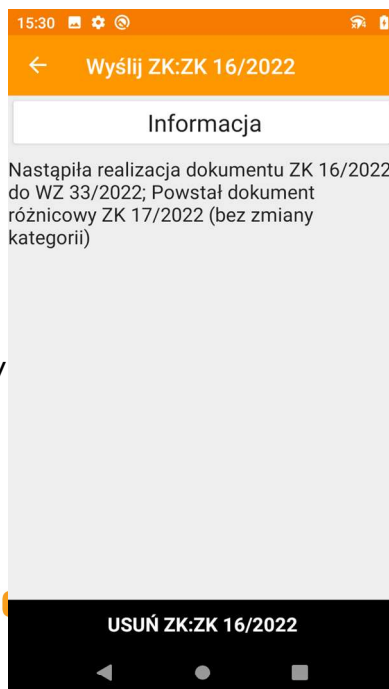 15:30
Wyślij ZK:ZK 16/2022
Informacja
Nastąpiła realizacja dokumentu ZK 16/2022
do WZ 33/2022; Powstał dokument
różnicowy ZK 17/2022 (bez zmiany
kategorii)
USUŃ ZK:ZK 16/2022